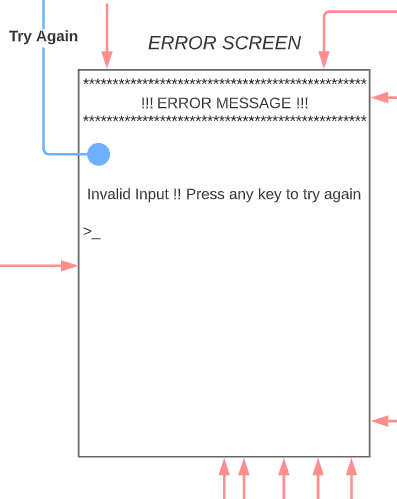 Try Again
ERROR SCREEN
************************************************
!!! ERROR MESSAGE !!!
************************************************
Invalid Input !! Press any key to try again
>_